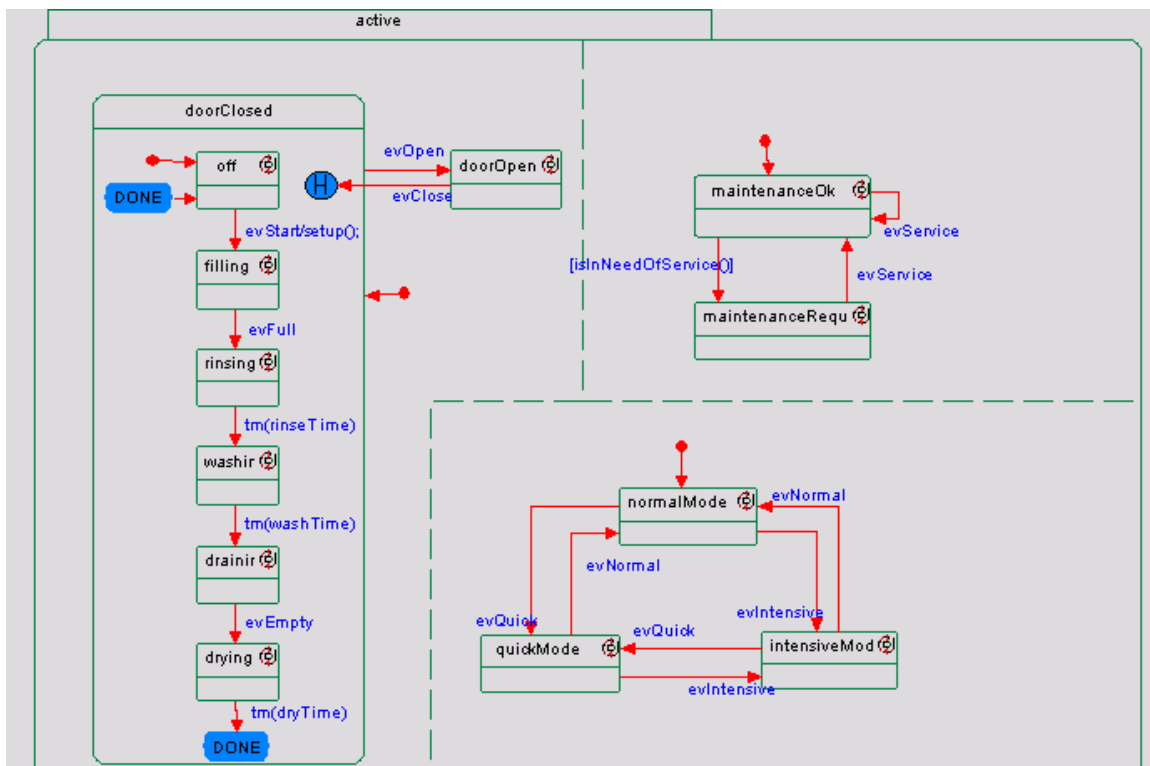 active
doorClosed
off
DONE
evStart/setup();
filling
evFull
rinsing
tm(rinseTime)
washir
tm(washTime)
drainir
evEmpty
drying
tm(dryTime)
DONE
H
evOpen
evClose
doorOpen
maintenanceOk
evService
[isInNeedOfService()]
evService
maintenanceRequ
normalMode
evNormal
evNormal
evQuick
evIntensive
evQuick
quickMode
intensiveMod
evIntensive